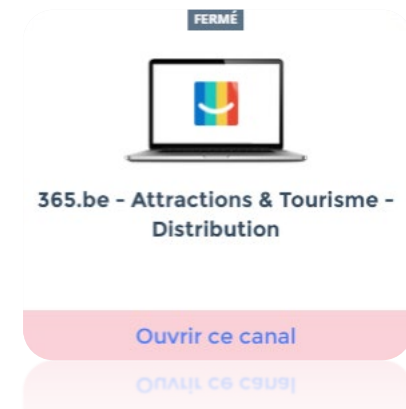 FERMÉ
365.be - Attractions & Tourisme -
Distribution
Ouvrir ce canal